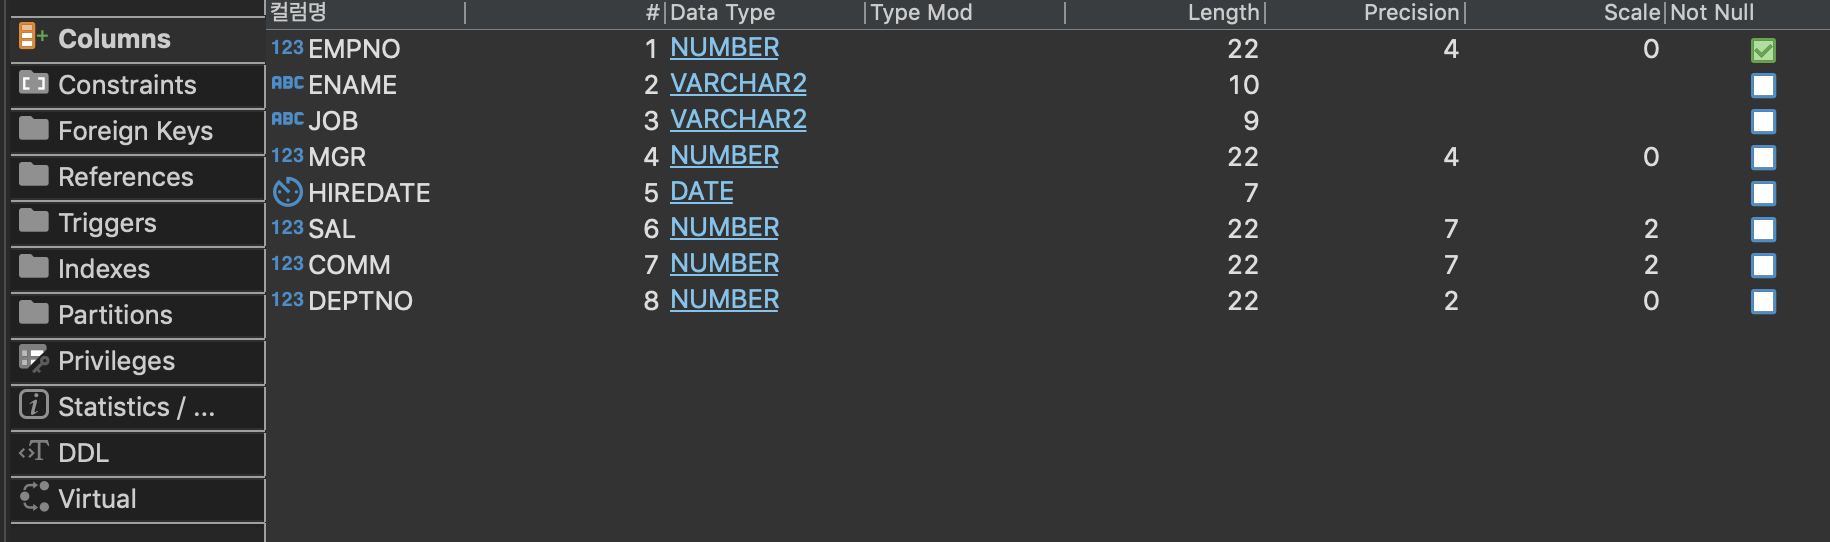 컬럼명 # Data Type Type Mod Length Precision Scale Not Null
Columns
Constraints
Foreign Keys
References
Triggers
Indexes
Partitions
Privileges
Statistics / ...
DDL
Virtual
123 EMPNO 1 NUMBER 22 4 0
ABC ENAME 2 VARCHAR2 10
ABC JOB 3 VARCHAR2 9
123 MGR 4 NUMBER 22 4 0
HIREDATE 5 DATE 7
123 SAL 6 NUMBER 22 7 2
123 COMM 7 NUMBER 22 7 2
123 DEPTNO 8 NUMBER 22 2 0